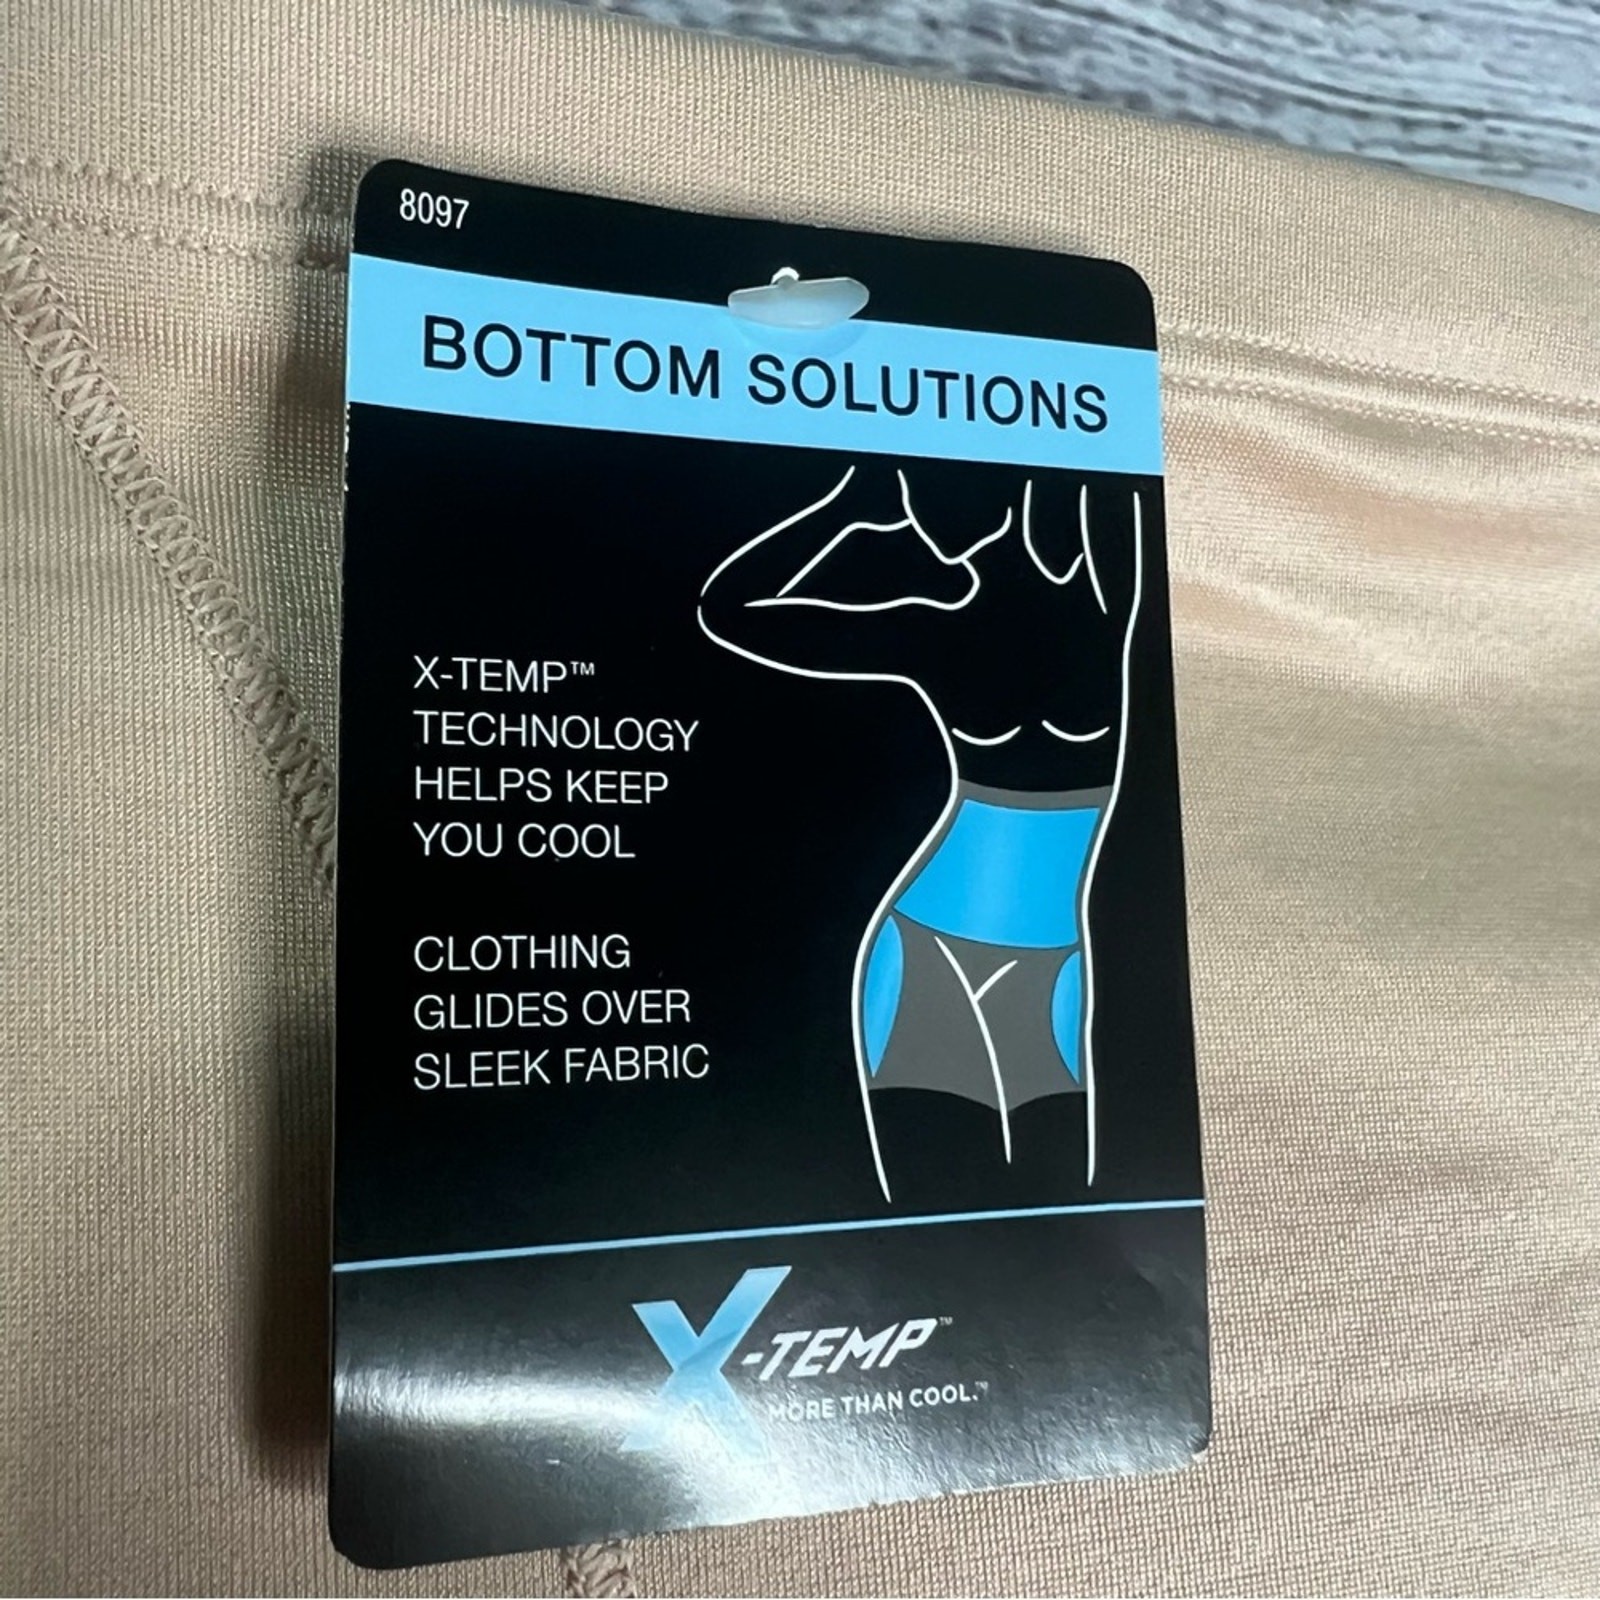 8097
BOTTOM SOLUTIONS
X-TEMP™
TECHNOLOGY
HELPS KEEP
YOU COOL
CLOTHING
GLIDES OVER
SLEEK FABRIC
X-TEMP™
MORE THAN COOL.™